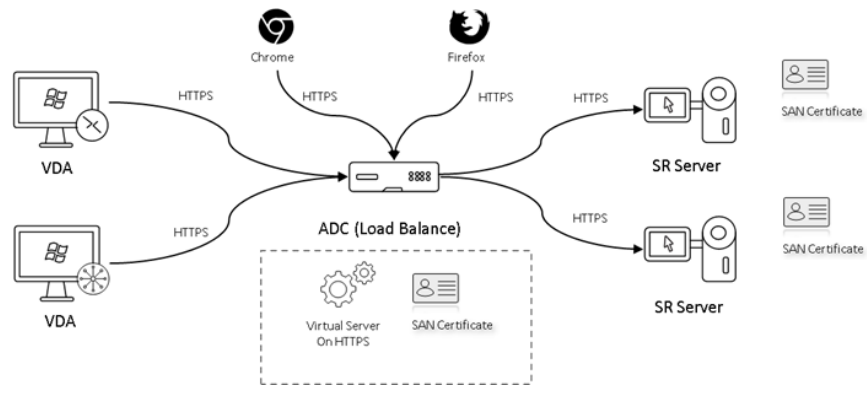 Chrome
Firefox
HTTPS
HTTPS
HTTPS
HTTPS
SAN Certificate
VDA
SR Server
HTTPS
HTTPS
ADC (Load Balance)
SAN Certificate
VDA
Virtual Server
On HTTPS
SAN Certificate
SR Server